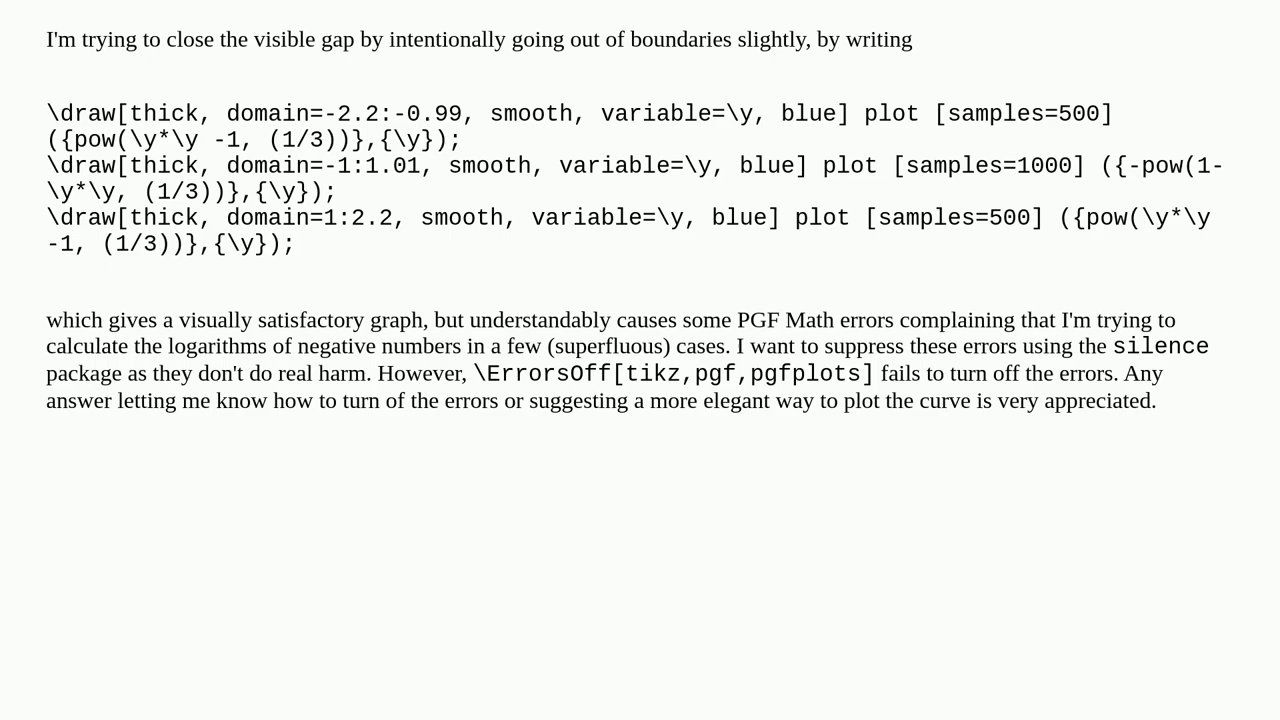 I'm trying to close the visible gap by intentionally going out of boundaries slightly, by writing
\draw[thick, domain=-2.2:-0.99, smooth, variable=\y, blue] plot [samples=500]
({pow(\y*\y -1, (1/3))},{\y});
\draw[thick, domain=-1:1.01, smooth, variable=\y, blue] plot [samples=1000] ({-pow(1-
\y*\y, (1/3))},{\y});
\draw[thick, domain=1:2.2, smooth, variable=\y, blue] plot [samples=500] ({pow(\y*\y
-1, (1/3))},{\y});
which gives a visually satisfactory graph, but understandably causes some PGF Math errors complaining that I'm trying to
calculate the logarithms of negative numbers in a few (superfluous) cases. I want to suppress these errors using the silence
package as they don't do real harm. However, \ErrorsOff[tikz,pgf,pgfplots] fails to turn off the errors. Any
answer letting me know how to turn of the errors or suggesting a more elegant way to plot the curve is very appreciated.